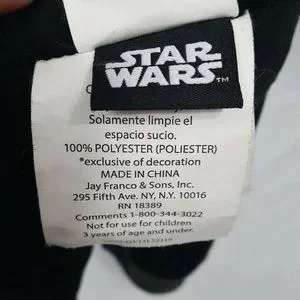 STAR
WARS™
Solamente limpie el
espacio sucio.
100% POLYESTER (POLIESTER)
*exclusive of decoration
MADE IN CHINA
Jay Franco & Sons, Inc.
295 Fifth Ave. NY, N.Y. 10016
RN 18389
Comments 1-800-344-3022
Not for use for children
3 years of age and under.